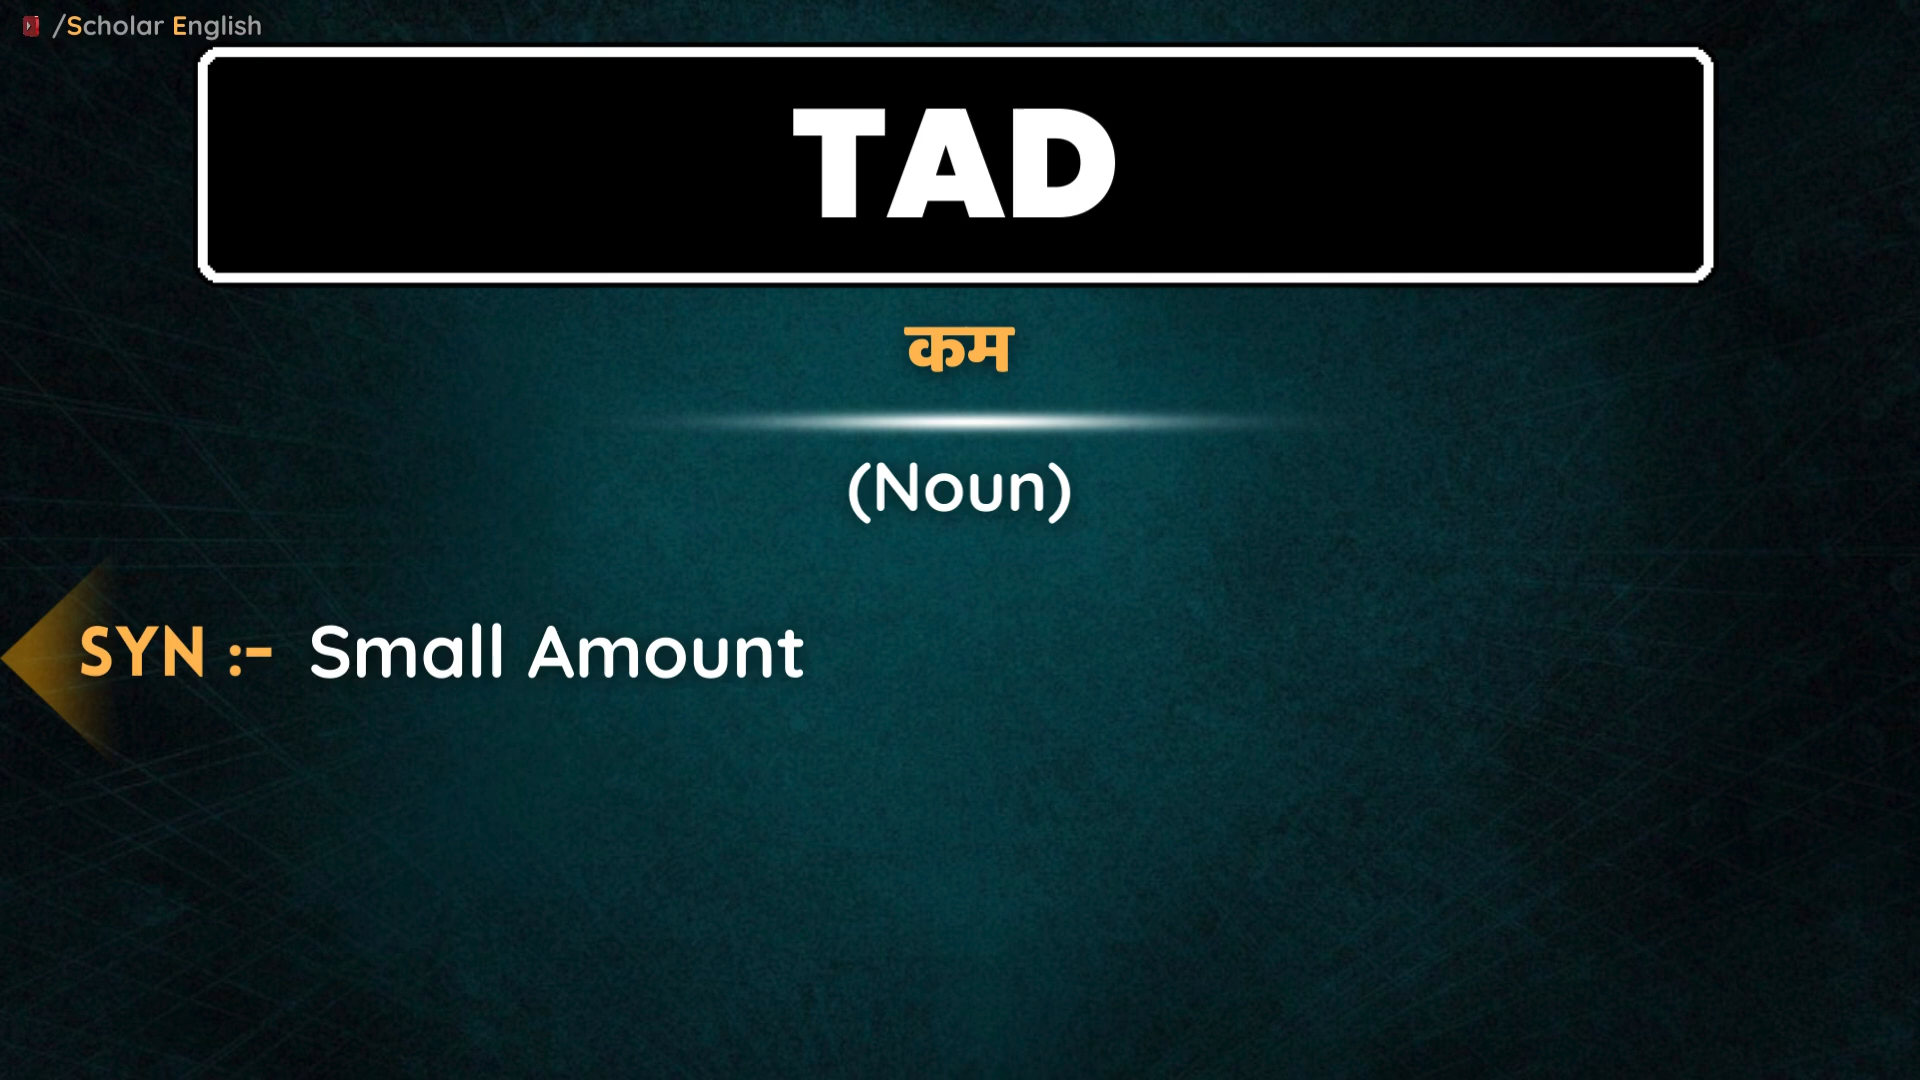 /Scholar English
TAD
कम
(Noun)
SYN :- Small Amount